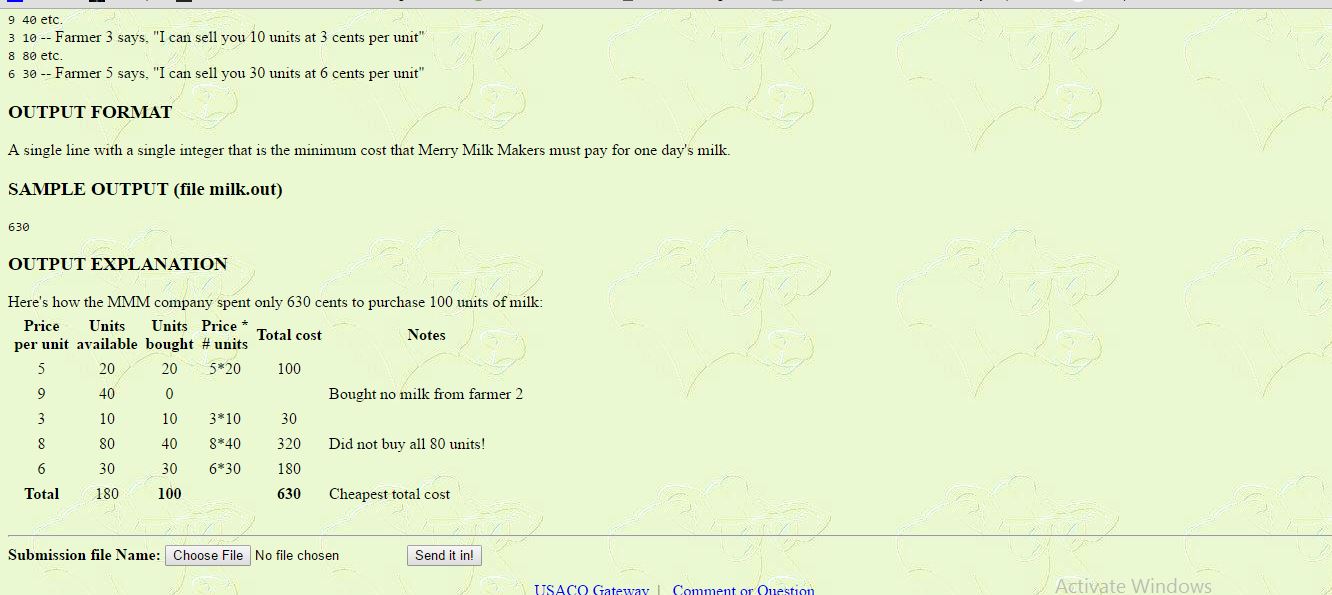 9 40 etc.
3 10 -- Farmer 3 says, "I can sell you 10 units at 3 cents per unit"
8 80 etc.
6 30 -- Farmer 5 says, "I can sell you 30 units at 6 cents per unit"
OUTPUT FORMAT
A single line with a single integer that is the minimum cost that Merry Milk Makers must pay for one day's milk.
SAMPLE OUTPUT (file milk.out)
630
OUTPUT EXPLANATION
Here's how the MMM company spent only 630 cents to purchase 100 units of milk:
Price Units Units Price *
per unit available bought # units Total cost Notes
5 20 20 5*20 100
9 40 0 Bought no milk from farmer 2
3 10 10 3*10 30
8 80 40 8*40 320 Did not buy all 80 units!
6 30 30 6*30 180
Total 180 100 630 Cheapest total cost
Submission file Name: Choose File No file chosen Send it in!
USACO Gateway | Comment or Question
Activate Windows